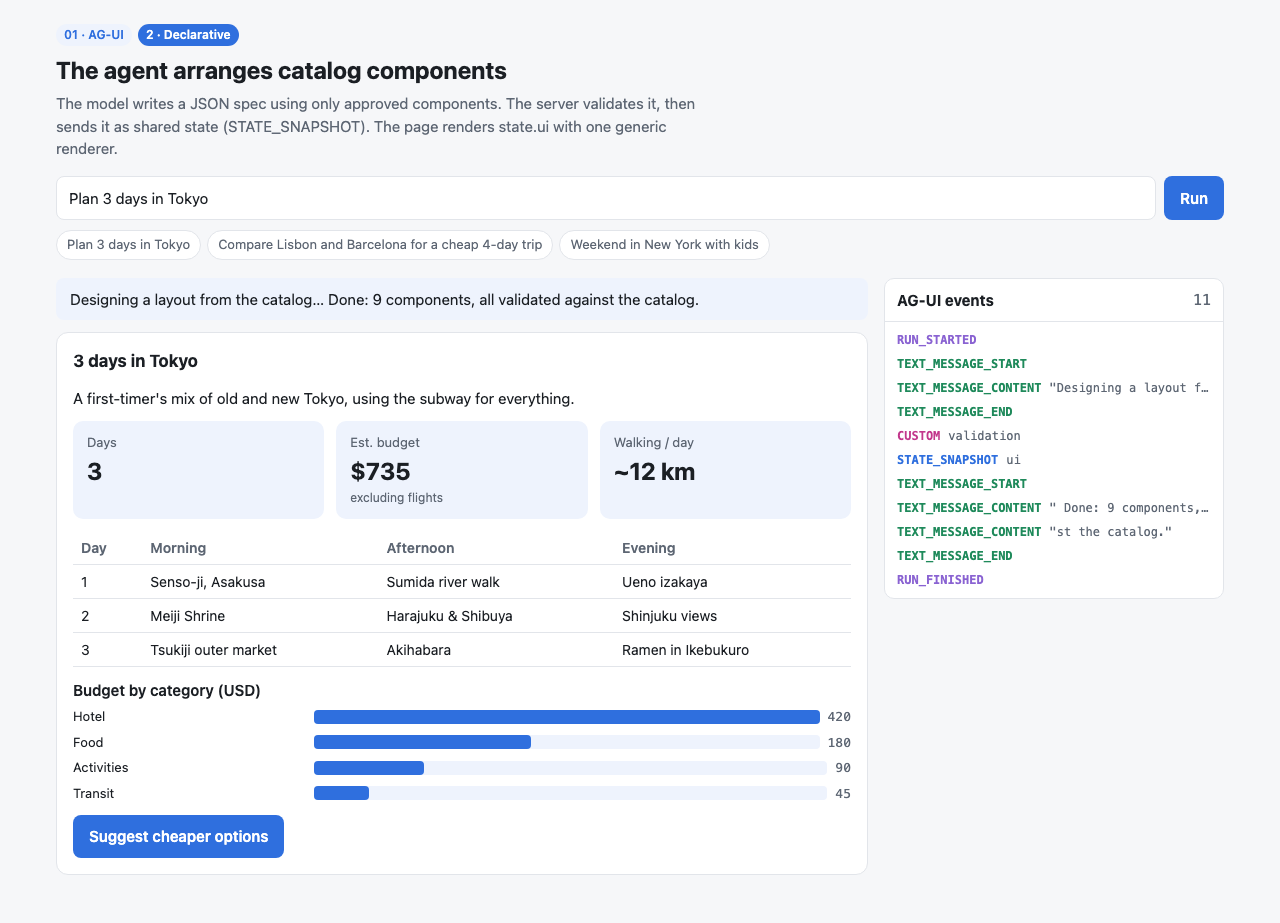 01 · AG-UI 2 · Declarative
The agent arranges catalog components
The model writes a JSON spec using only approved components. The server validates it, then
sends it as shared state (STATE_SNAPSHOT). The page renders state.ui with one generic
renderer.
Plan 3 days in Tokyo Run
Plan 3 days in Tokyo Compare Lisbon and Barcelona for a cheap 4-day trip Weekend in New York with kids
Designing a layout from the catalog... Done: 9 components, all validated against the catalog.
3 days in Tokyo
A first-timer's mix of old and new Tokyo, using the subway for everything.
Days
3
Est. budget
$735
excluding flights
Walking / day
~12 km
Day Morning Afternoon Evening
1 Senso-ji, Asakusa Sumida river walk Ueno izakaya
2 Meiji Shrine Harajuku & Shibuya Shinjuku views
3 Tsukiji outer market Akihabara Ramen in Ikebukuro
Budget by category (USD)
Hotel 420
Food 180
Activities 90
Transit 45
Suggest cheaper options
AG-UI events 11
RUN_STARTED
TEXT_MESSAGE_START
TEXT_MESSAGE_CONTENT "Designing a layout f…
TEXT_MESSAGE_END
CUSTOM validation
STATE_SNAPSHOT ui
TEXT_MESSAGE_START
TEXT_MESSAGE_CONTENT " Done: 9 components,…
TEXT_MESSAGE_CONTENT "st the catalog."
TEXT_MESSAGE_END
RUN_FINISHED